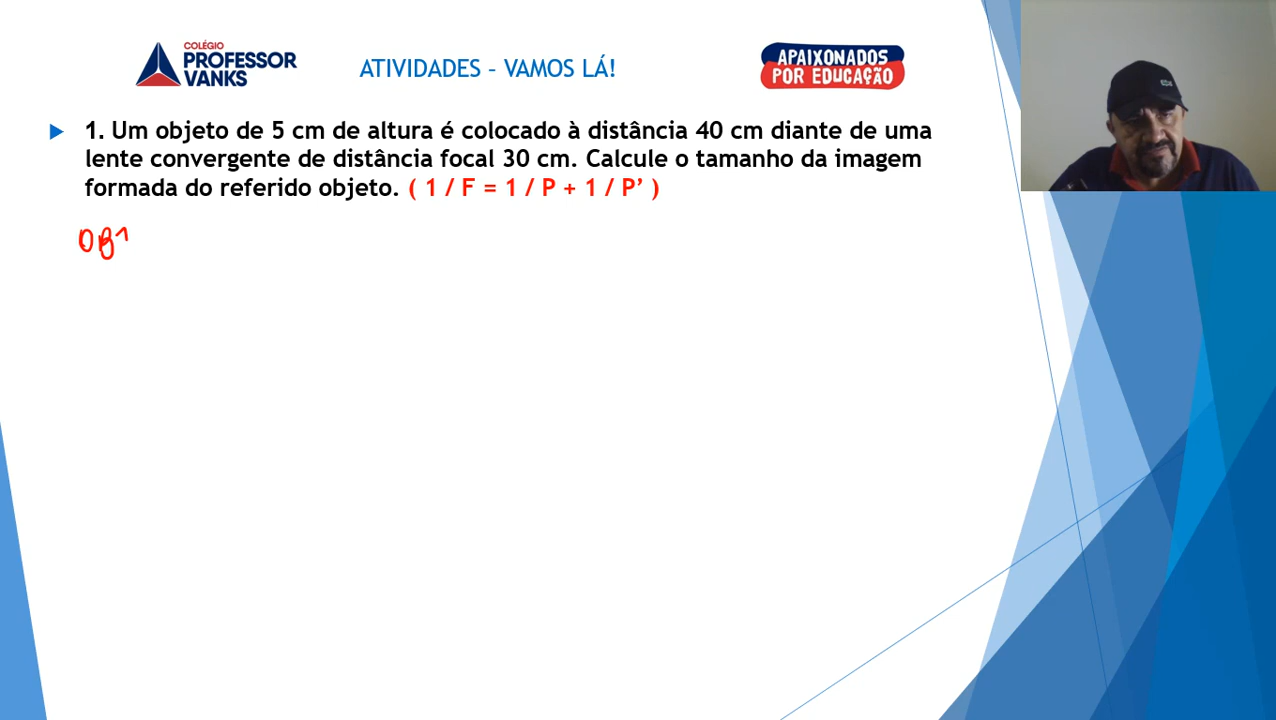 COLÉGIO
PROFESSOR
VANKS
ATIVIDADES – VAMOS LÁ!
APAIXONADOS
POR EDUCAÇÃO
1. Um objeto de 5 cm de altura é colocado à distância 40 cm diante de uma
lente convergente de distância focal 30 cm. Calcule o tamanho da imagem
formada do referido objeto. ( 1 / F = 1 / P + 1 / P’ )